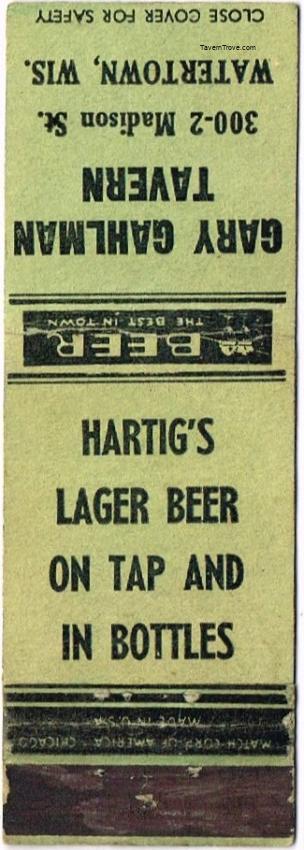 CLOSE COVER FOR SAFETY
TavernTrove.com
WATERTOWN, WIS.
300-2 Madison St.
TAVERN
GARY GAHLMAN
THE BEST IN TOWN
BEER
HARTIG'S
LAGER BEER
ON TAP AND
IN BOTTLES
MADE IN U.S.A.
MATCH CORP. OF AMERICA, CHICAGO